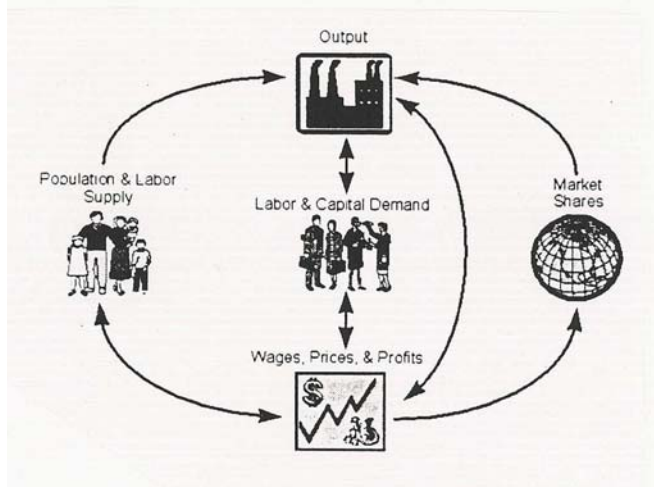 Output
Population & Labor
Supply
Labor & Capital Demand
Market
Shares
Wages, Prices, & Profits
$
$